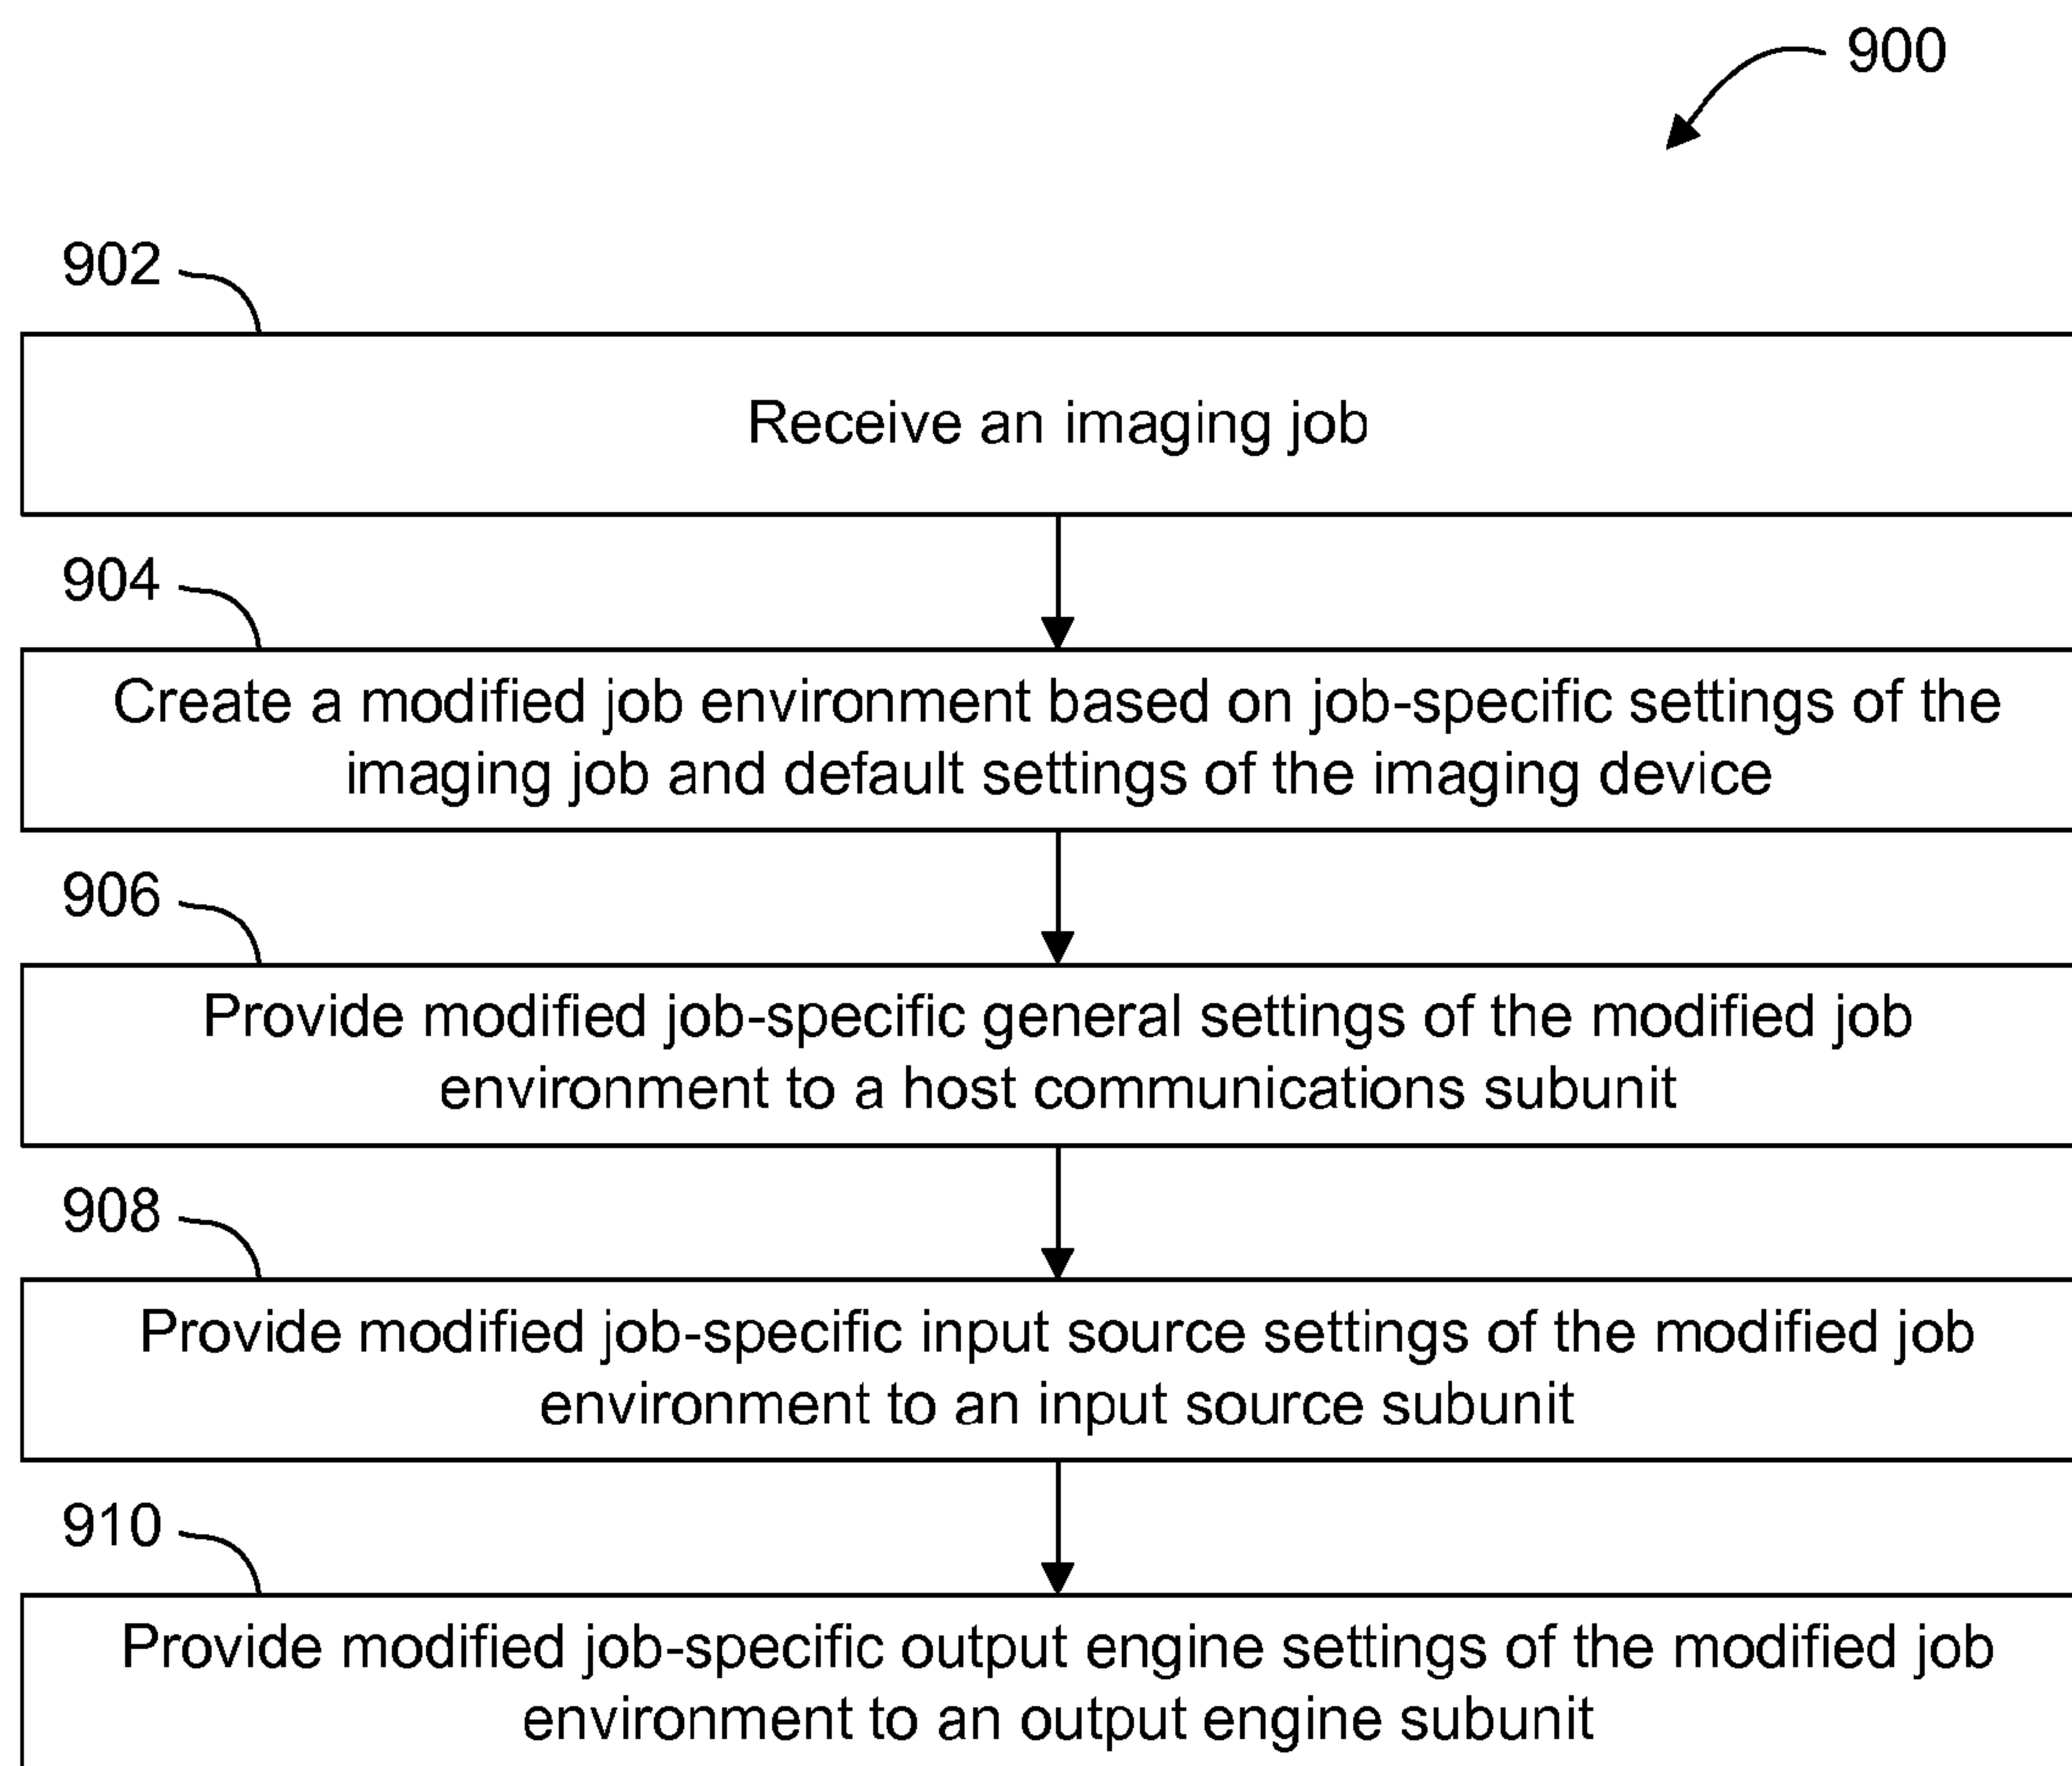 900
902
Receive an imaging job
904
Create a modified job environment based on job-specific settings of the
imaging job and default settings of the imaging device
906
Provide modified job-specific general settings of the modified job
environment to a host communications subunit
908
Provide modified job-specific input source settings of the modified job
environment to an input source subunit
910
Provide modified job-specific output engine settings of the modified job
environment to an output engine subunit